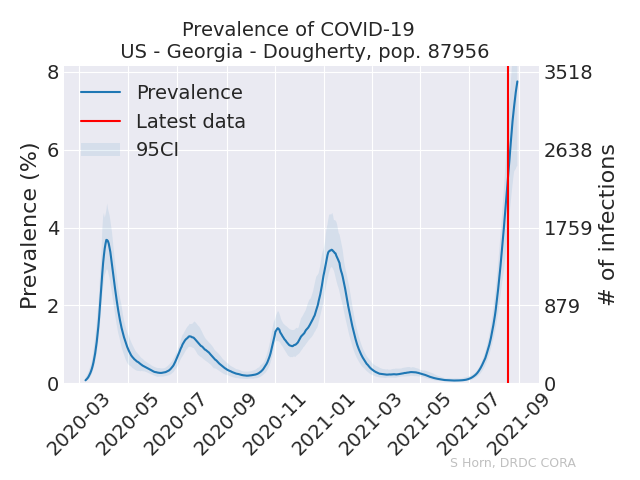 Prevalence of COVID-19
US - Georgia - Dougherty, pop. 87956
Prevalence
Latest data
95CI
Prevalence (%)
8
6
4
2
0
3518
2638
1759
879
0
# of infections
2020-03
2020-05
2020-07
2020-09
2020-11
2021-01
2021-03
2021-05
2021-07
2021-09
S Horn, DRDC CORA